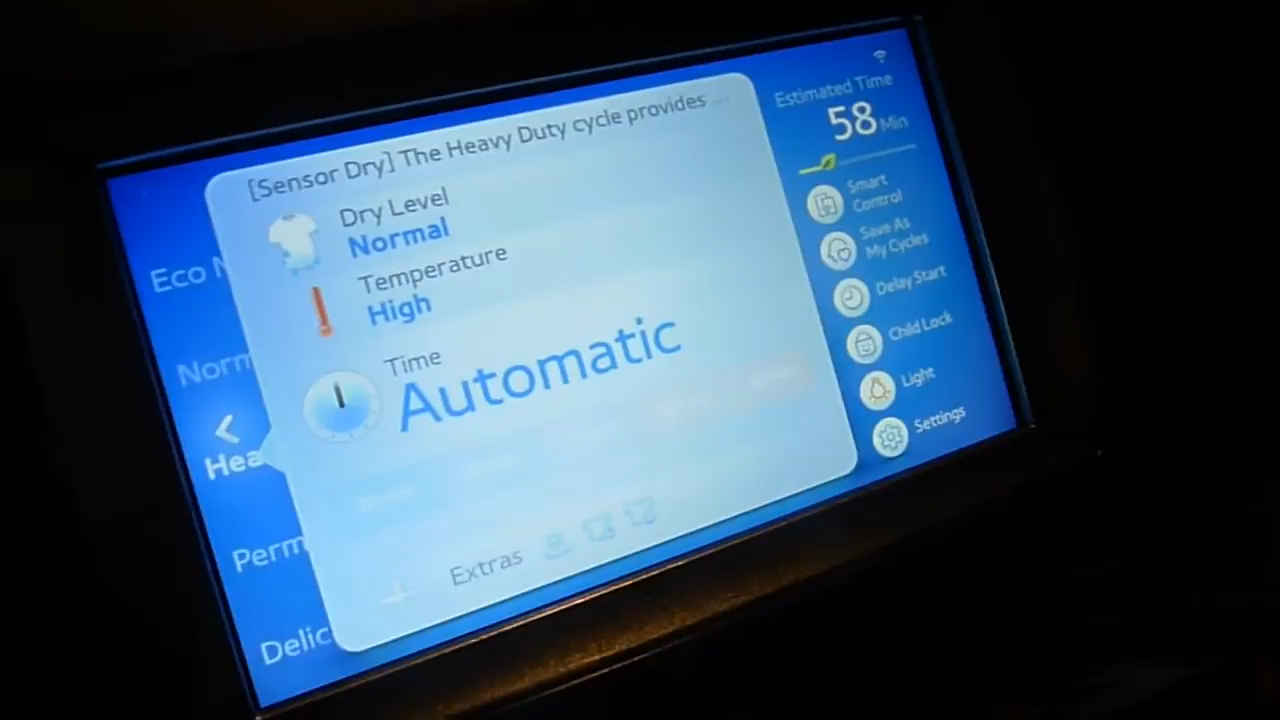 [Sensor Dry] The Heavy Duty cycle provides ...
Dry Level
Normal
Temperature
High
Time
Automatic
Extras
Eco N
Norm
Hea
Perm
Delic
Estimated Time
58 Min
Smart
Control
Save As
My Cycles
Delay Start
Child Lock
Light
Settings